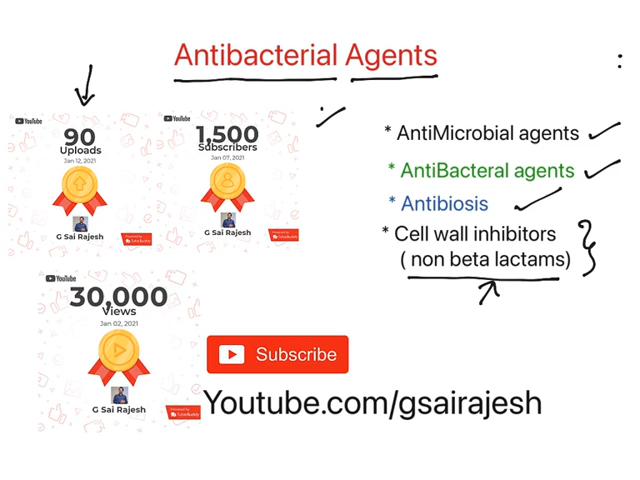 Antibacterial Agents
YouTube
90
Uploads
Jan 12, 2021
G Sai Rajesh
YouTube
1,500
Subscribers
Jan 07, 2021
G Sai Rajesh
* AntiMicrobial agents
* AntiBacteral agents
* Antibiosis
* Cell wall inhibitors
( non beta lactams)
YouTube
30,000
Views
Jan 02, 2021
G Sai Rajesh
Subscribe
Youtube.com/gsairajesh